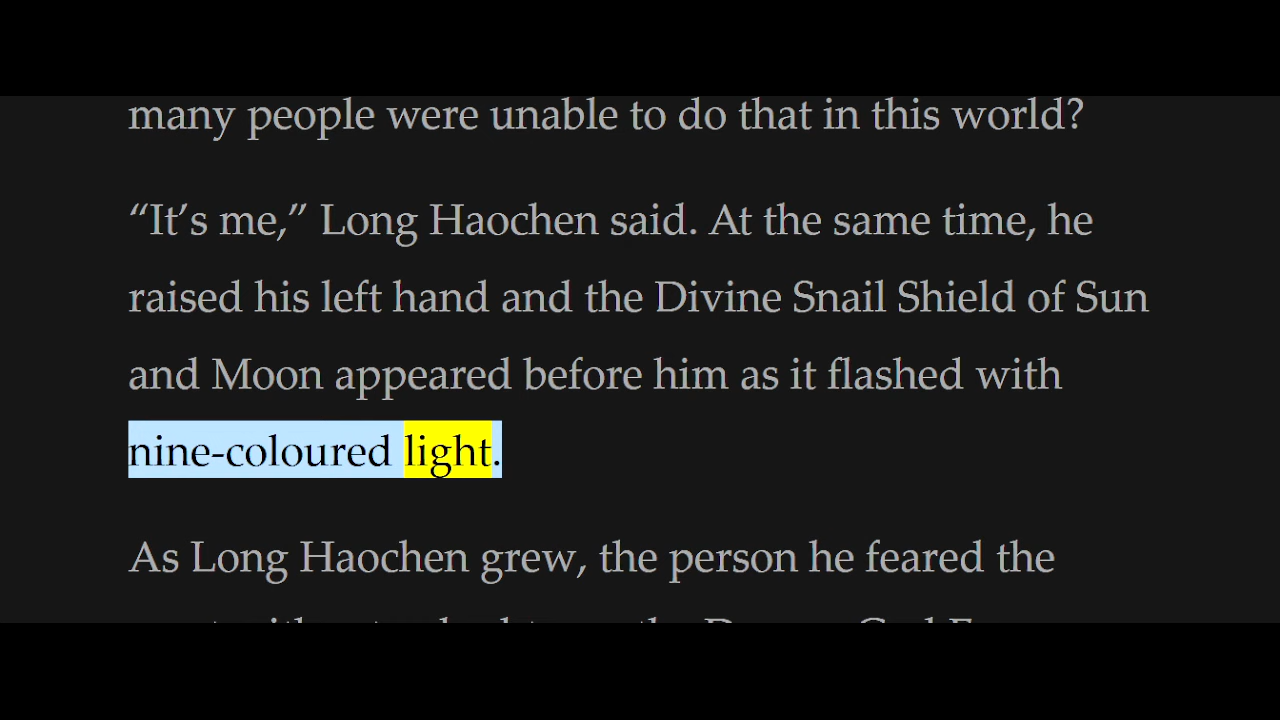 many people were unable to do that in this world?
“It’s me,” Long Haochen said. At the same time, he
raised his left hand and the Divine Snail Shield of Sun
and Moon appeared before him as it flashed with
nine-coloured light.
As Long Haochen grew, the person he feared the